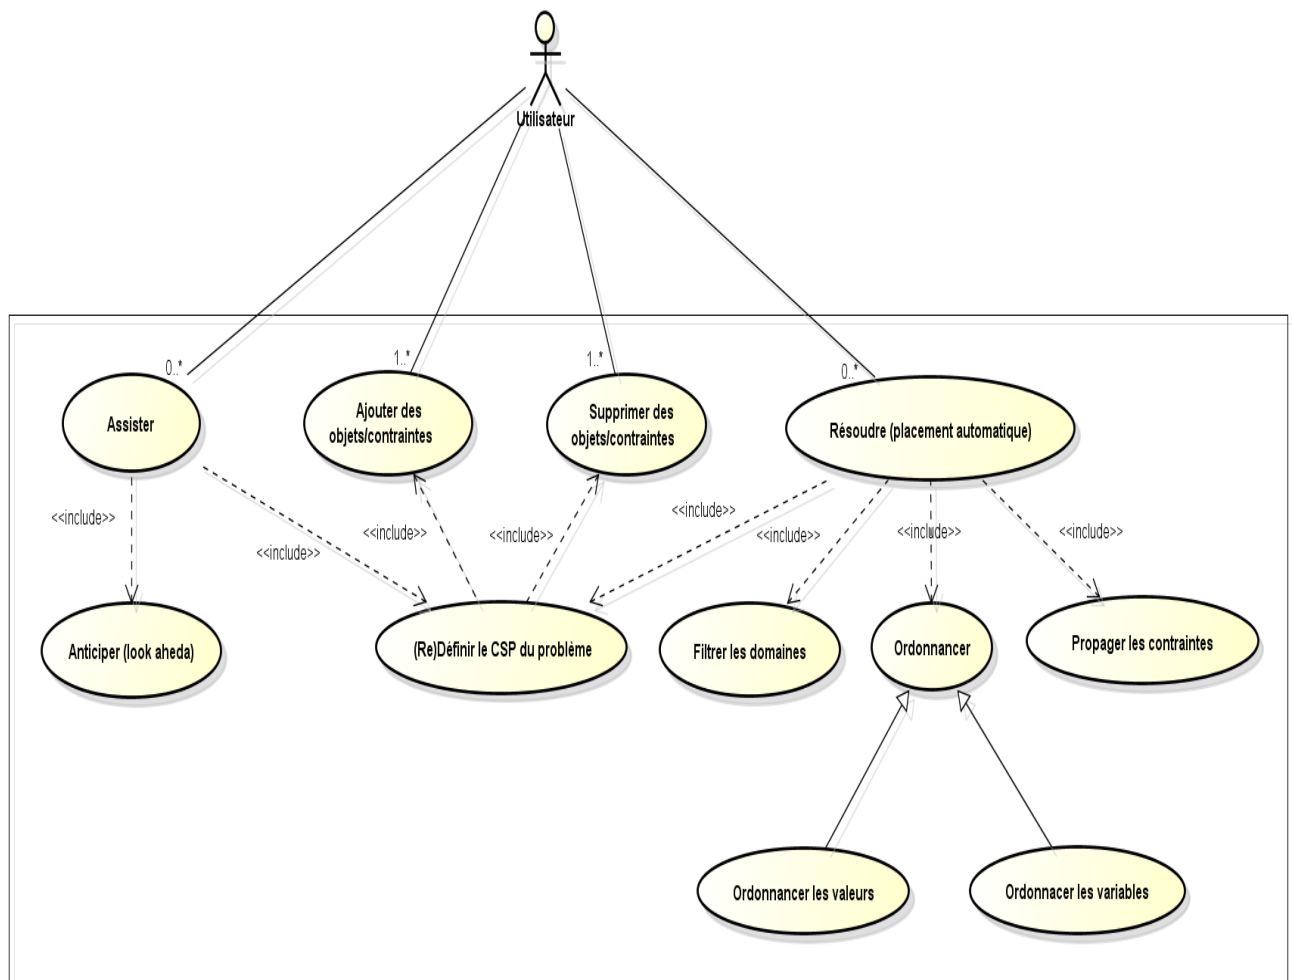 Utilisateur
0..*
1..*
1..*
0..*
Assister
Ajouter des
objets/contraintes
Supprimer des
objets/contraintes
Résoudre (placement automatique)
<<include>>
<<include>>
<<include>>
<<include>>
<<include>>
<<include>>
<<include>>
<<include>>
Anticiper (look aheda)
(Re)Définir le CSP du problème
Filtrer les domaines
Ordonnancer
Propager les contraintes
Ordonnancer les valeurs
Ordonnacer les variables